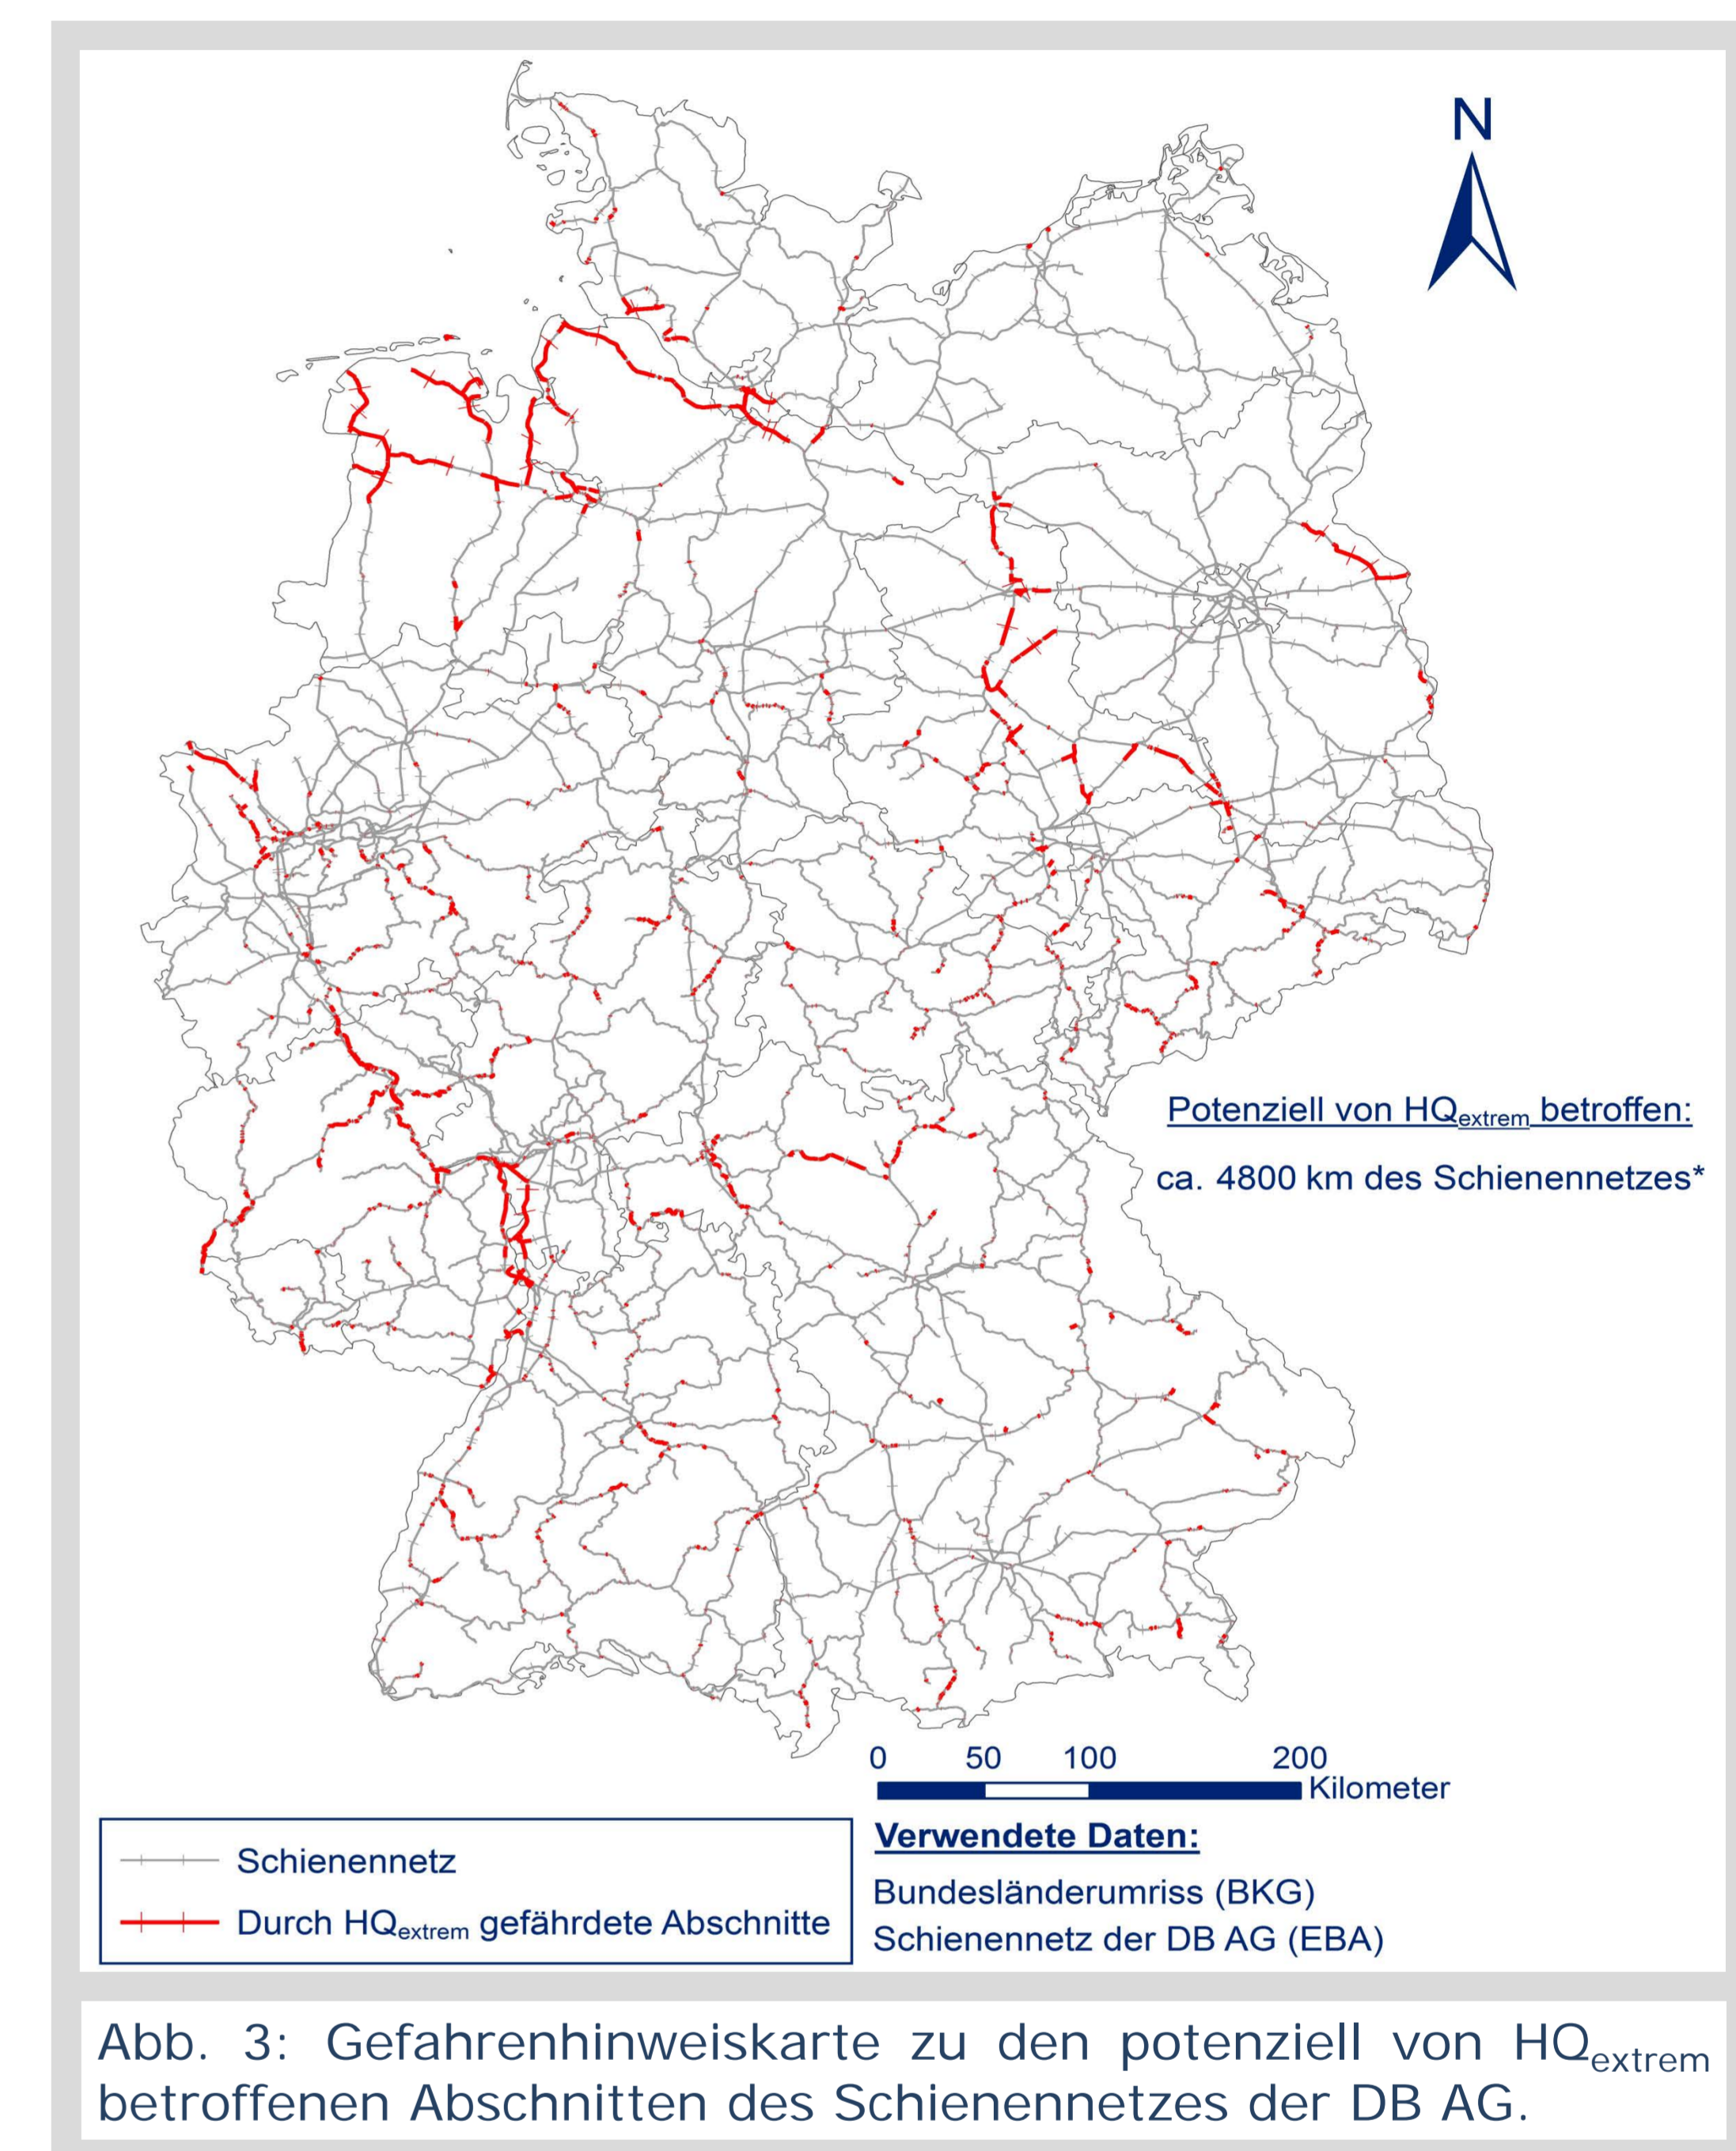 N
Potenziell von HQextrem betroffen:
ca. 4800 km des Schienennetzes*
0 50 100 200
Kilometer
Schienennetz
Durch HQextrem gefährdete Abschnitte
Verwendete Daten:
Bundesländerumriss (BKG)
Schienennetz der DB AG (EBA)
Abb. 3: Gefahrenhinweiskarte zu den potenziell von HQextrem
betroffenen Abschnitten des Schienennetzes der DB AG.